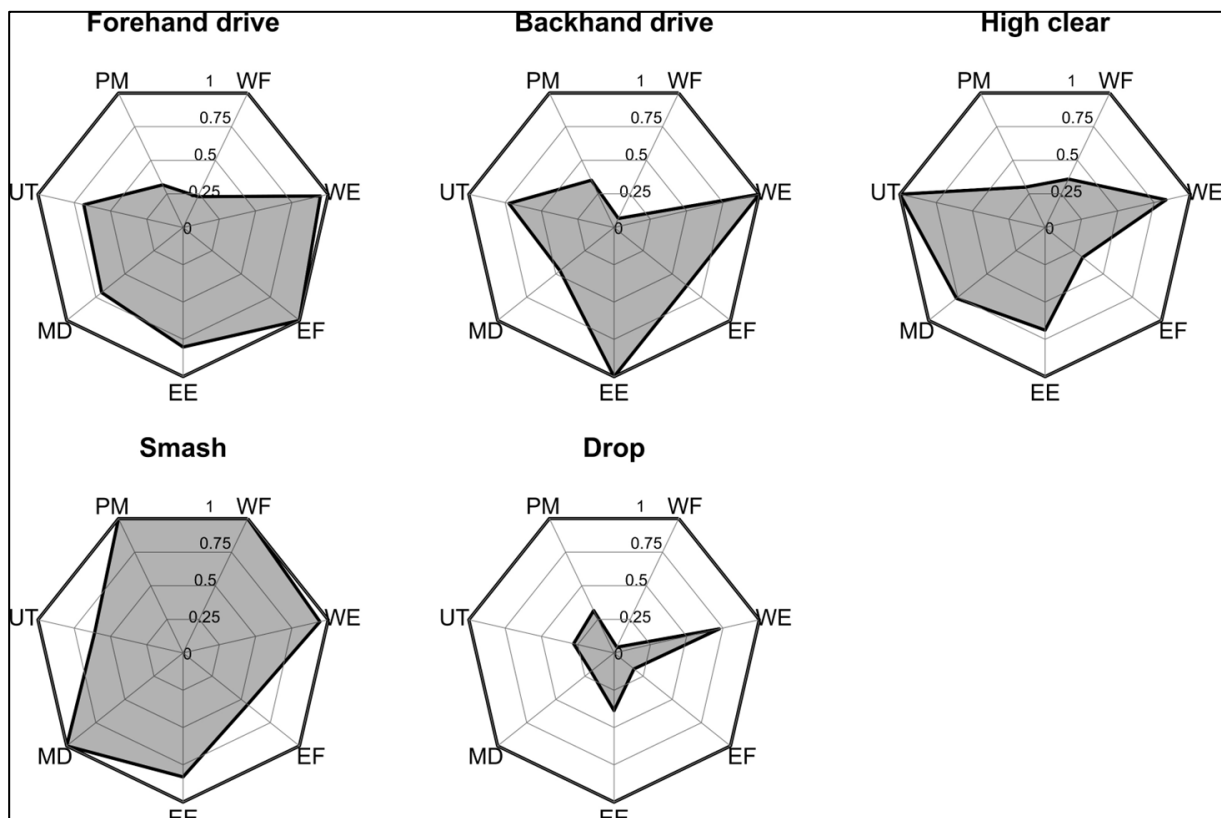 Forehand drive
Backhand drive
High clear
PM 1 WF
0.75
0.5
UT 0.25 WE
0
MD EF
EE
PM 1 WF
0.75
0.5
UT 0.25 WE
0
MD EF
EE
PM 1 WF
0.75
0.5
UT 0.25 WE
0
MD EF
EE
Smash
Drop
PM 1 WF
0.75
0.5
UT 0.25 WE
0
MD EF
EE
PM 1 WF
0.75
0.5
UT 0.25 WE
0
MD EF
EE